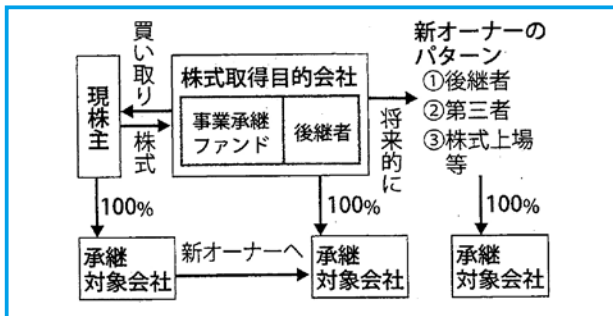 買い取り
現株主
株式
株式取得目的会社
事業承継
ファンド
後継者
将来的に
新オーナーの
パターン
①後継者
②第三者
③株式上場
等
100%
100%
100%
承継
対象会社
新オーナーへ
承継
対象会社
承継
対象会社